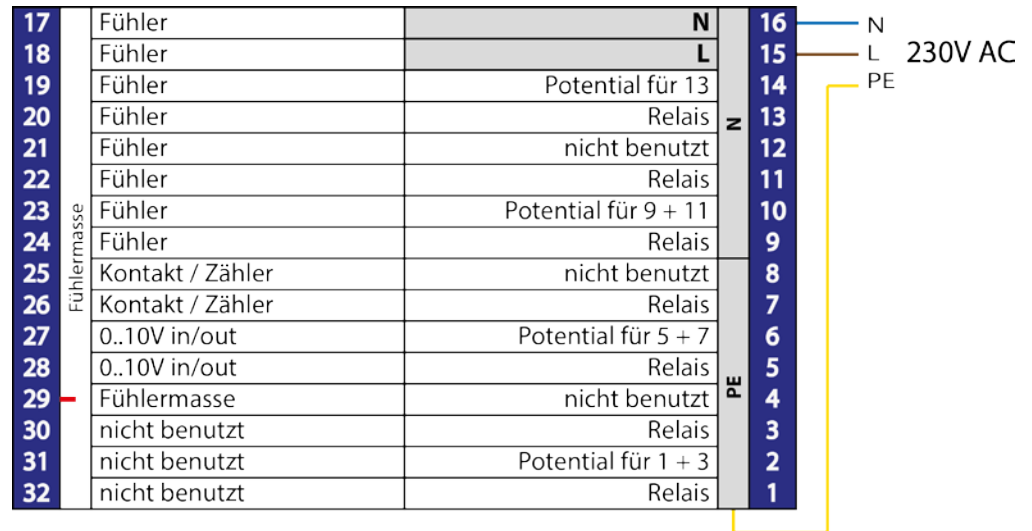 17 Fühler N 16 N
18 Fühler L 15 L 230V AC
19 Fühler Potential für 13 14 PE
20 Fühler Relais 13
N
21 Fühler nicht benutzt 12
22 Fühler Relais 11
23 Fühler Potential für 9 + 11 10
24 Fühler Relais 9
Fühlermasse
25 Kontakt / Zähler nicht benutzt 8
26 Kontakt / Zähler Relais 7
27 0..10V in/out Potential für 5 + 7 6
28 0..10V in/out Relais 5
PE
29 Fühlermasse nicht benutzt 4
30 nicht benutzt Relais 3
31 nicht benutzt Potential für 1 + 3 2
32 nicht benutzt Relais 1